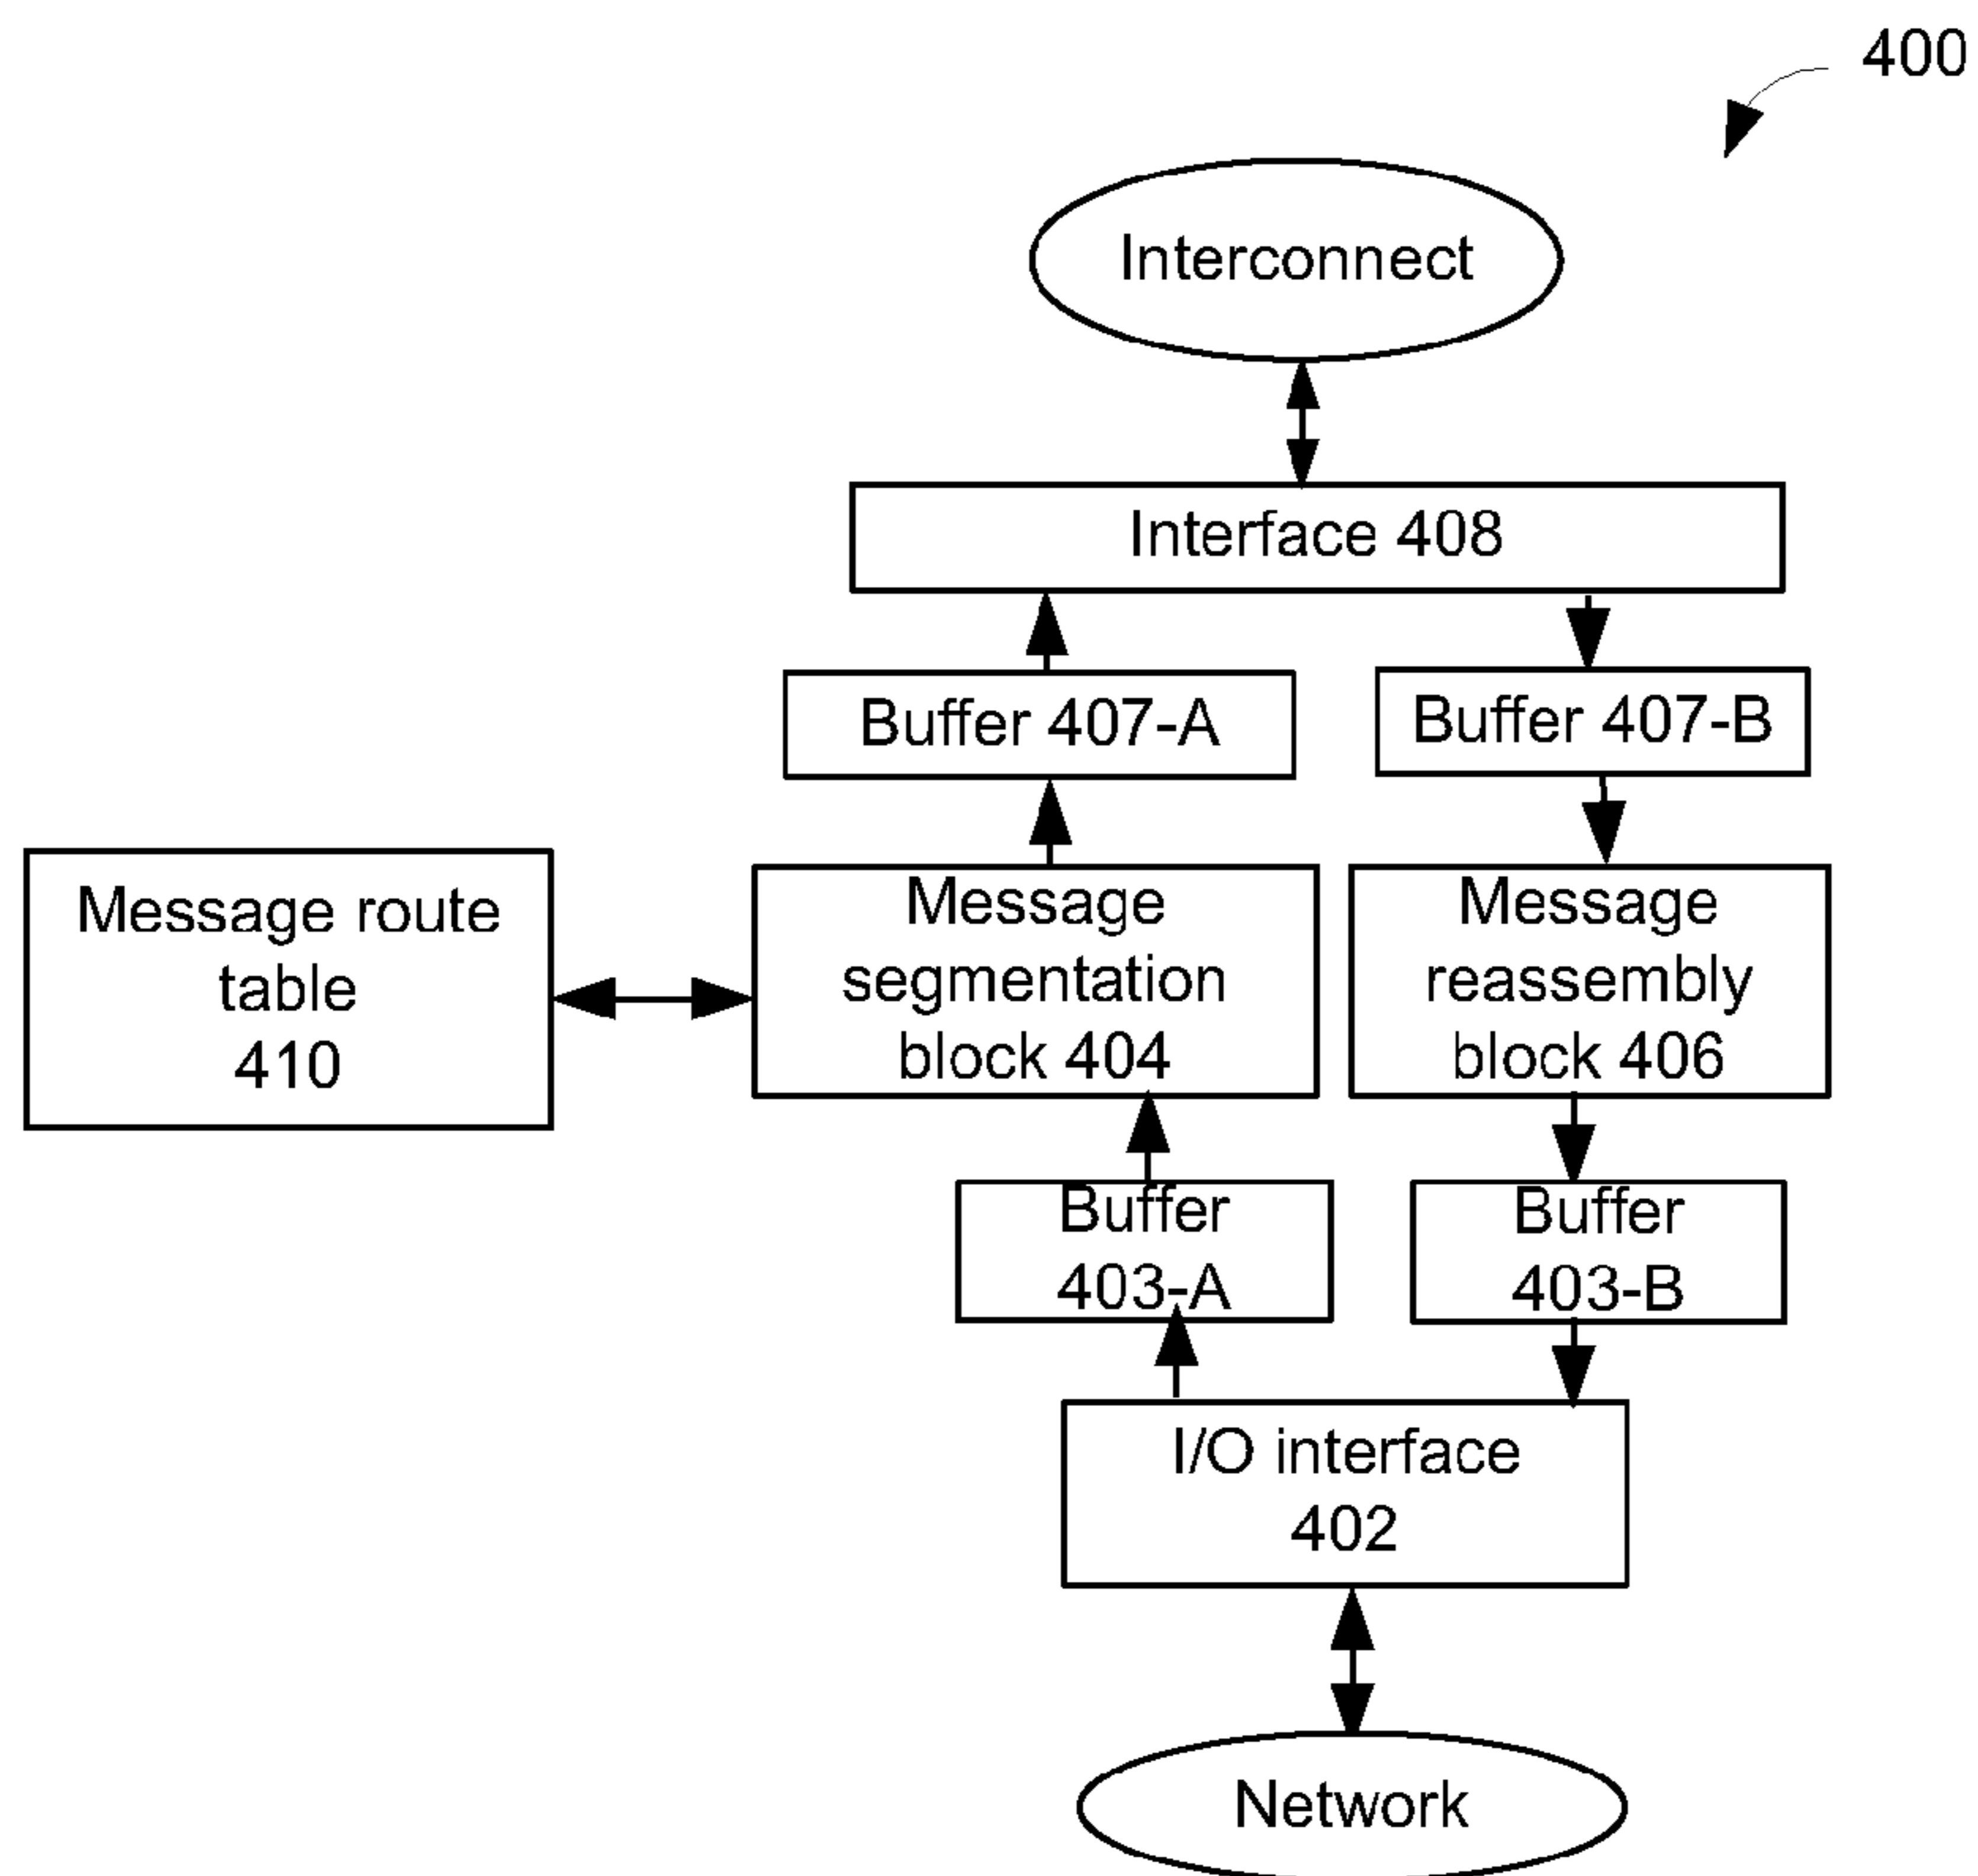 400
Interconnect
Interface 408
Buffer 407-A
Buffer 407-B
Message route
table
410
Message
segmentation
block 404
Message
reassembly
block 406
Buffer
403-A
Buffer
403-B
I/O interface
402
Network